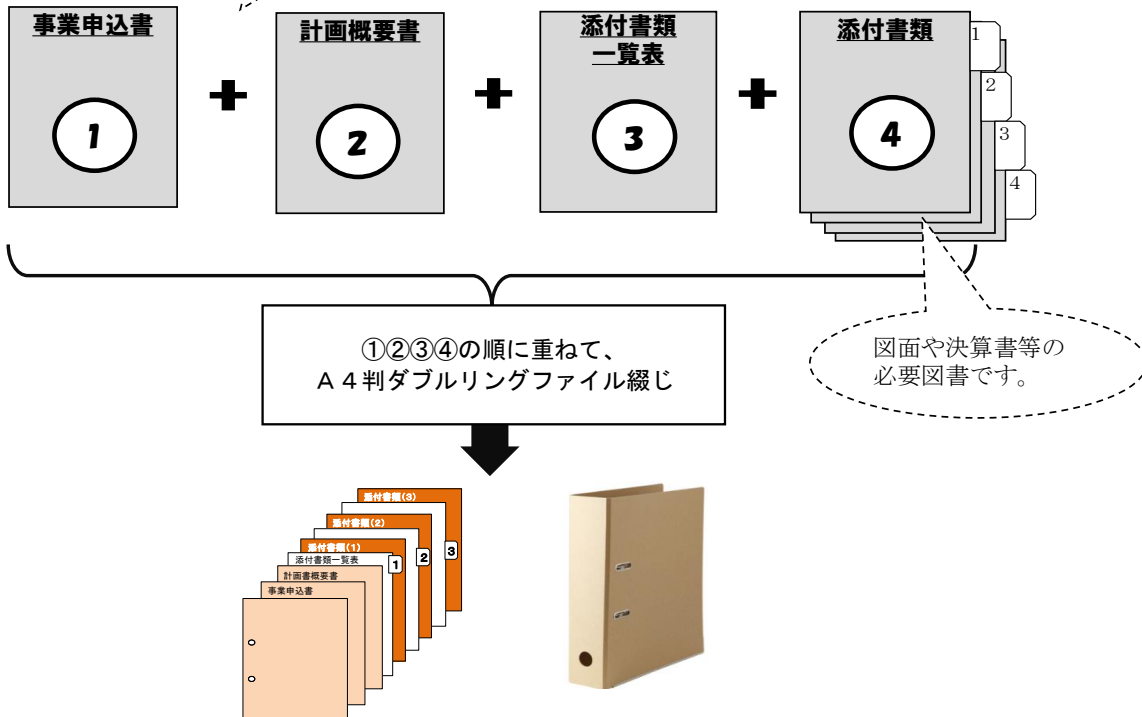 事業申込書
1
+
計画概要書
2
+
添付書類
一覧表
3
+
添付書類
4
1
2
3
4
①②③④の順に重ねて、
Ａ４判ダブルリングファイル綴じ
図面や決算書等の
必要図書です。
添付書類(3)
添付書類(2)
添付書類(1)
添付書類一覧表
計画書概要書
事業申込書
1
2
3